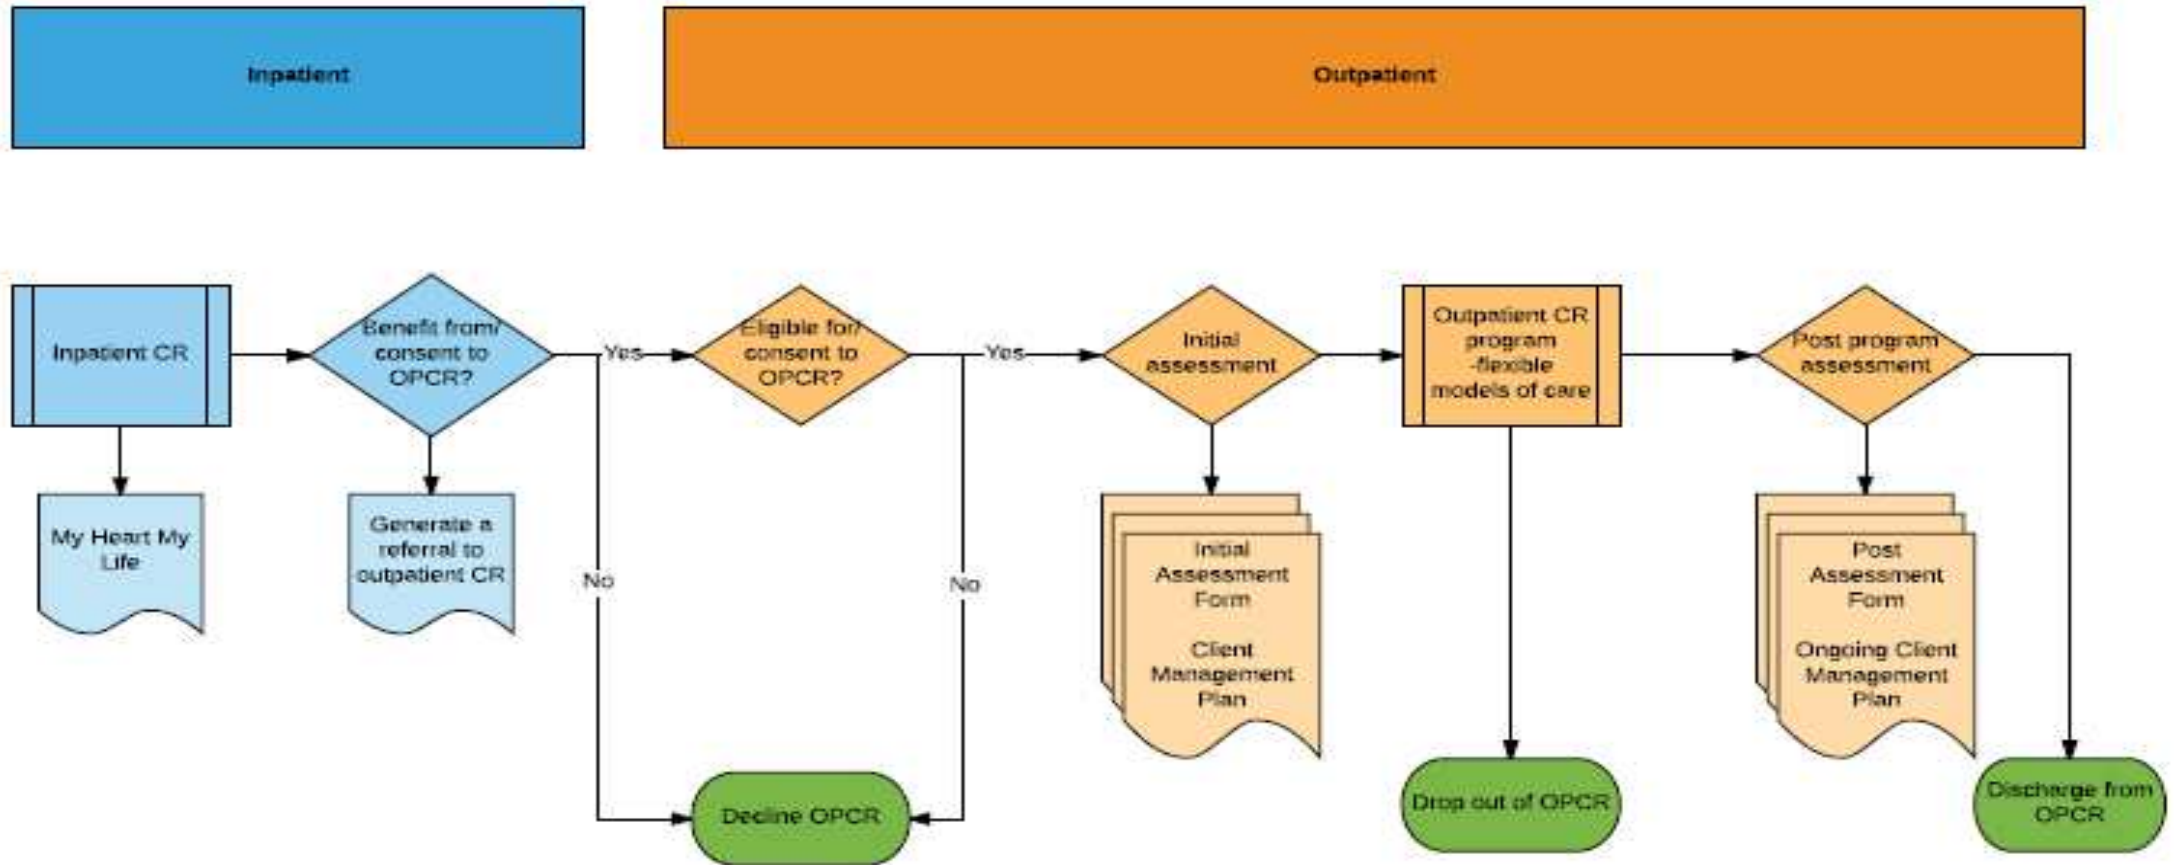 Inpatient
Outpatient
Inpatient CR
Benefit from/
consent to
OPCR?
Yes
Eligible for/
consent to
OPCR?
Yes
Initial
assessment
Outpatient CR
program
-flexible
models of care
Post program
assessment
My Heart My
Life
Generate a
referral to
outpatient CR
No
No
Initial
Assessment
Form
Client
Management
Plan
Post
Assessment
Form
Ongoing Client
Management
Plan
Decline OPCR
Drop out of OPCR
Discharge from
OPCR